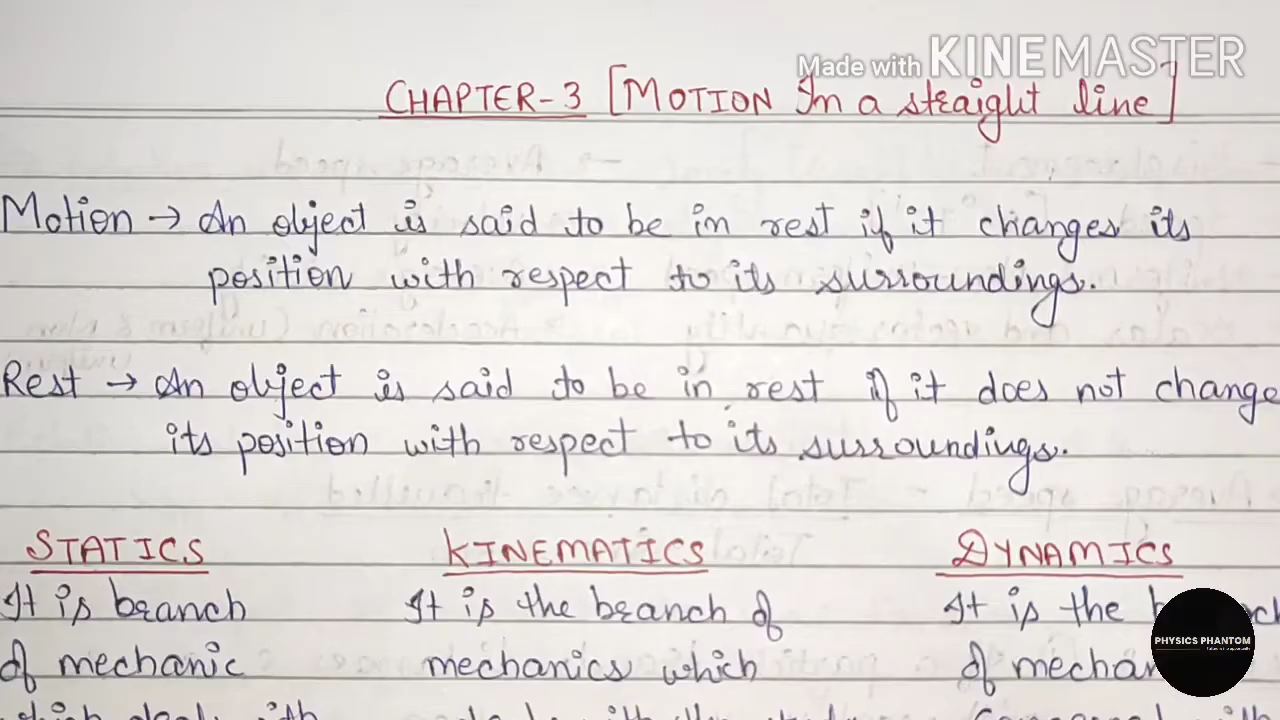 Made with KINEMASTER
CHAPTER-3 [MOTION In a straight line]
Motion → An object is said to be in rest if it changes its
position with respect to its surroundings.
Rest → An object is said to be in rest if it does not change
its position with respect to its surroundings.
STATICS KINEMATICS DYNAMICS
It is branch It is the branch of It is the
of mechanic mechanics which of
PHYSICS PHANTOM
which deals with